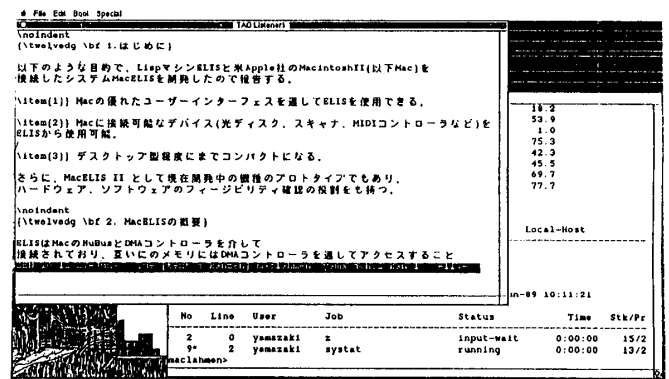 File Edit Bool Special
TAO Listener1
\noindent
{\twelvedg \bf 1.はじめに}
以下のような目的で、LispマシンELISと米Apple社のMacintoshII(以下Mac)を
接続したシステムMacELISを開発したので報告する。
\item{1)} Macの優れたユーザーインターフェスを通してELISを使用できる。
\item{2)} Macに接続可能なデバイス(光ディスク、スキャナ、MIDIコントローラなど)を
ELISから使用可能。
\item{3)} デスクトップ型程度にまでコンパクトになる。
さらに、MacELIS II として現在開発中の機種のプロトタイプでもあり、
ハードウェア、ソフトウェアのフィージビリティ確認の役割をも持つ。
\noindent
{\twelvedg \bf 2. MacELISの概要}
ELISはMacのNuBusとDMAコントローラを介して
接続されており、互いにのメモリにはDMAコントローラを通してアクセスすること
18.2
53.9
1.0
75.3
42.3
45.5
69.7
77.7
Local-Host
un-89 10:11:21
No Line User Job Status Time Stk/Pr
2 0 yamazaki z input-wait 0:00:00 15/2
9* 2 yamazaki systat running 0:00:00 13/2
maclahmen>